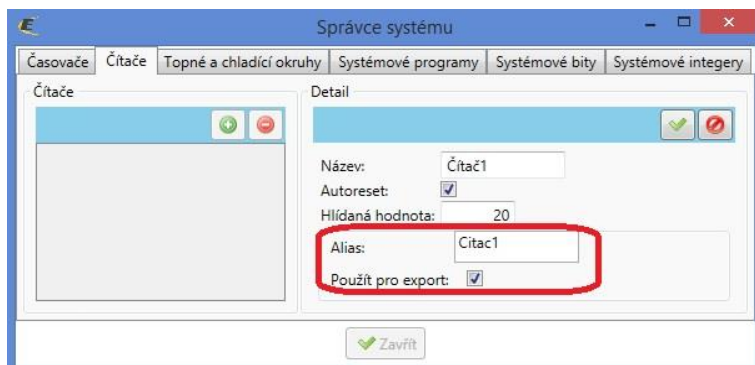 Správce systému
Časovače Čítače Topné a chladící okruhy Systémové programy Systémové bity Systémové integery
Čítače
Detail
Název: Čítač1
Autoreset:
Hlídaná hodnota: 20
Alias: Citac1
Použít pro export:
Zavřít